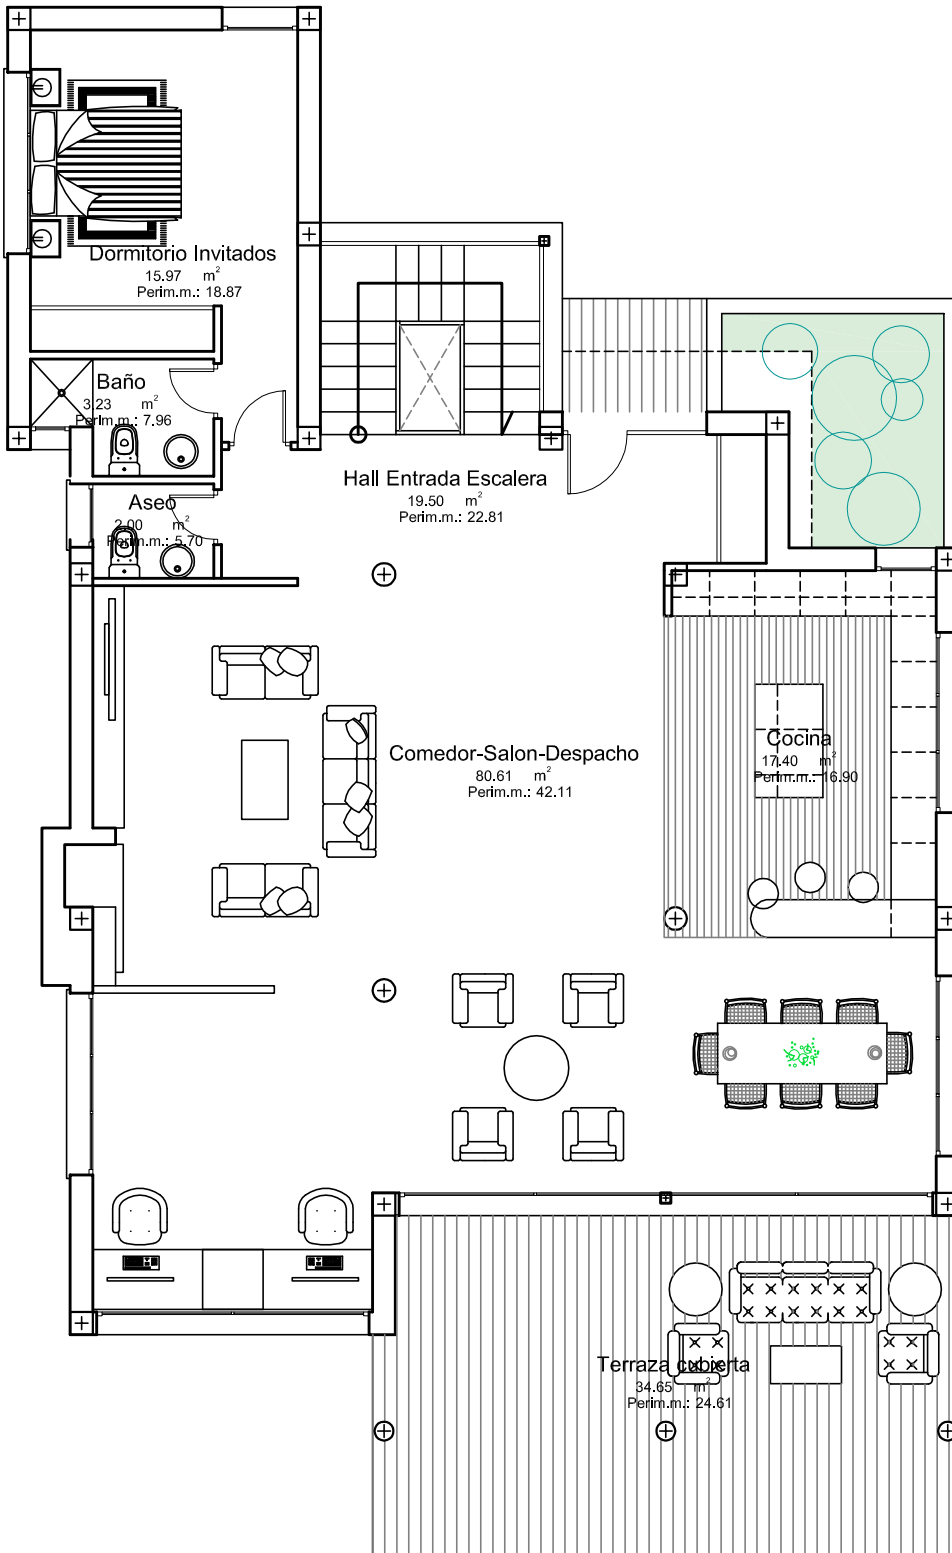 Dormitorio Invitados
15.97 m²
Perim.m.: 18.87
Baño
3.23 m²
Perim.m.: 7.96
Hall Entrada Escalera
19.50 m²
Perim.m.: 22.81
Aseo
2.00 m²
Perim.m.: 5.70
Comedor-Salon-Despacho
80.61 m²
Perim.m.: 42.11
Cocina
17.40 m²
Perim.m.: 16.90
Terraza cubierta
34.65 m²
Perim.m.: 24.61